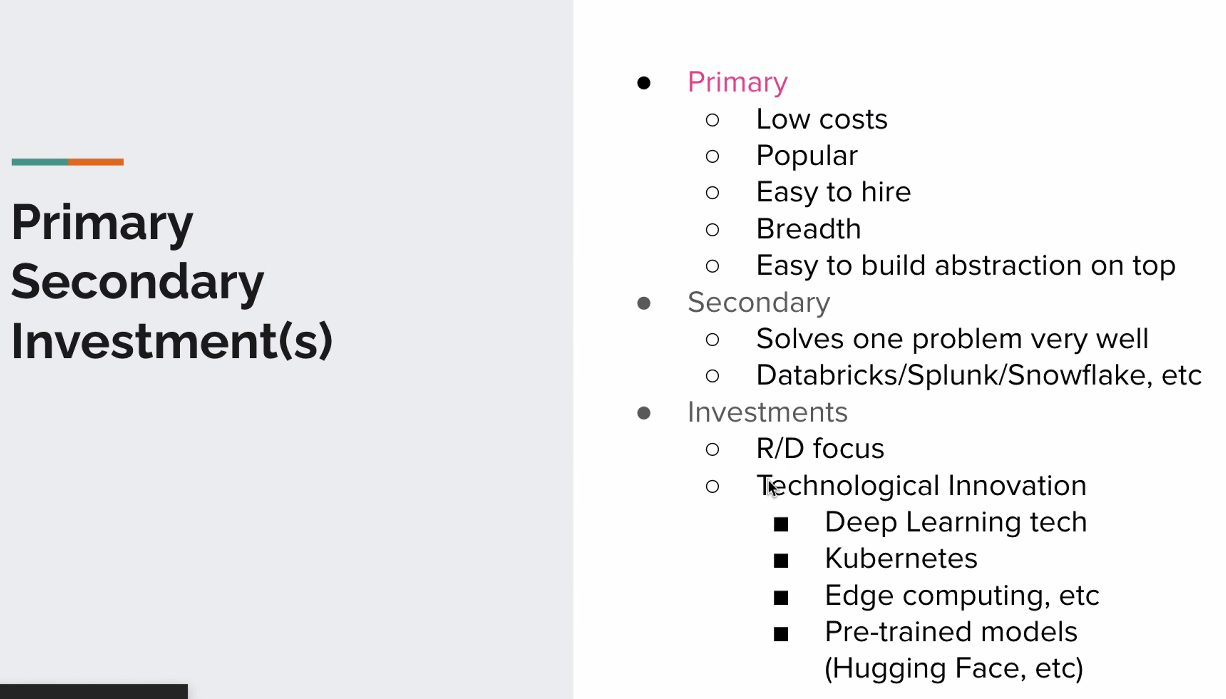 Primary
Secondary
Investment(s)
Primary
Low costs
Popular
Easy to hire
Breadth
Easy to build abstraction on top
Secondary
Solves one problem very well
Databricks/Splunk/Snowflake, etc
Investments
R/D focus
Technological Innovation
Deep Learning tech
Kubernetes
Edge computing, etc
Pre-trained models
(Hugging Face, etc)